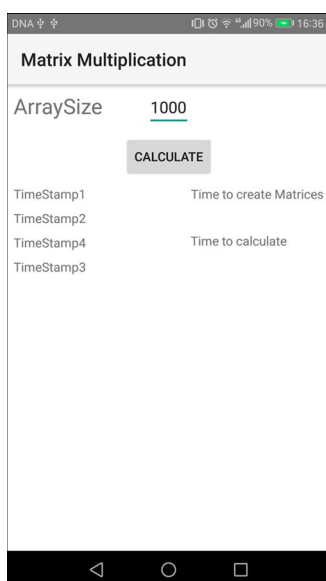 DNA 90% 16:36
Matrix Multiplication
ArraySize 1000
CALCULATE
TimeStamp1 Time to create Matrices
TimeStamp2
TimeStamp4 Time to calculate
TimeStamp3